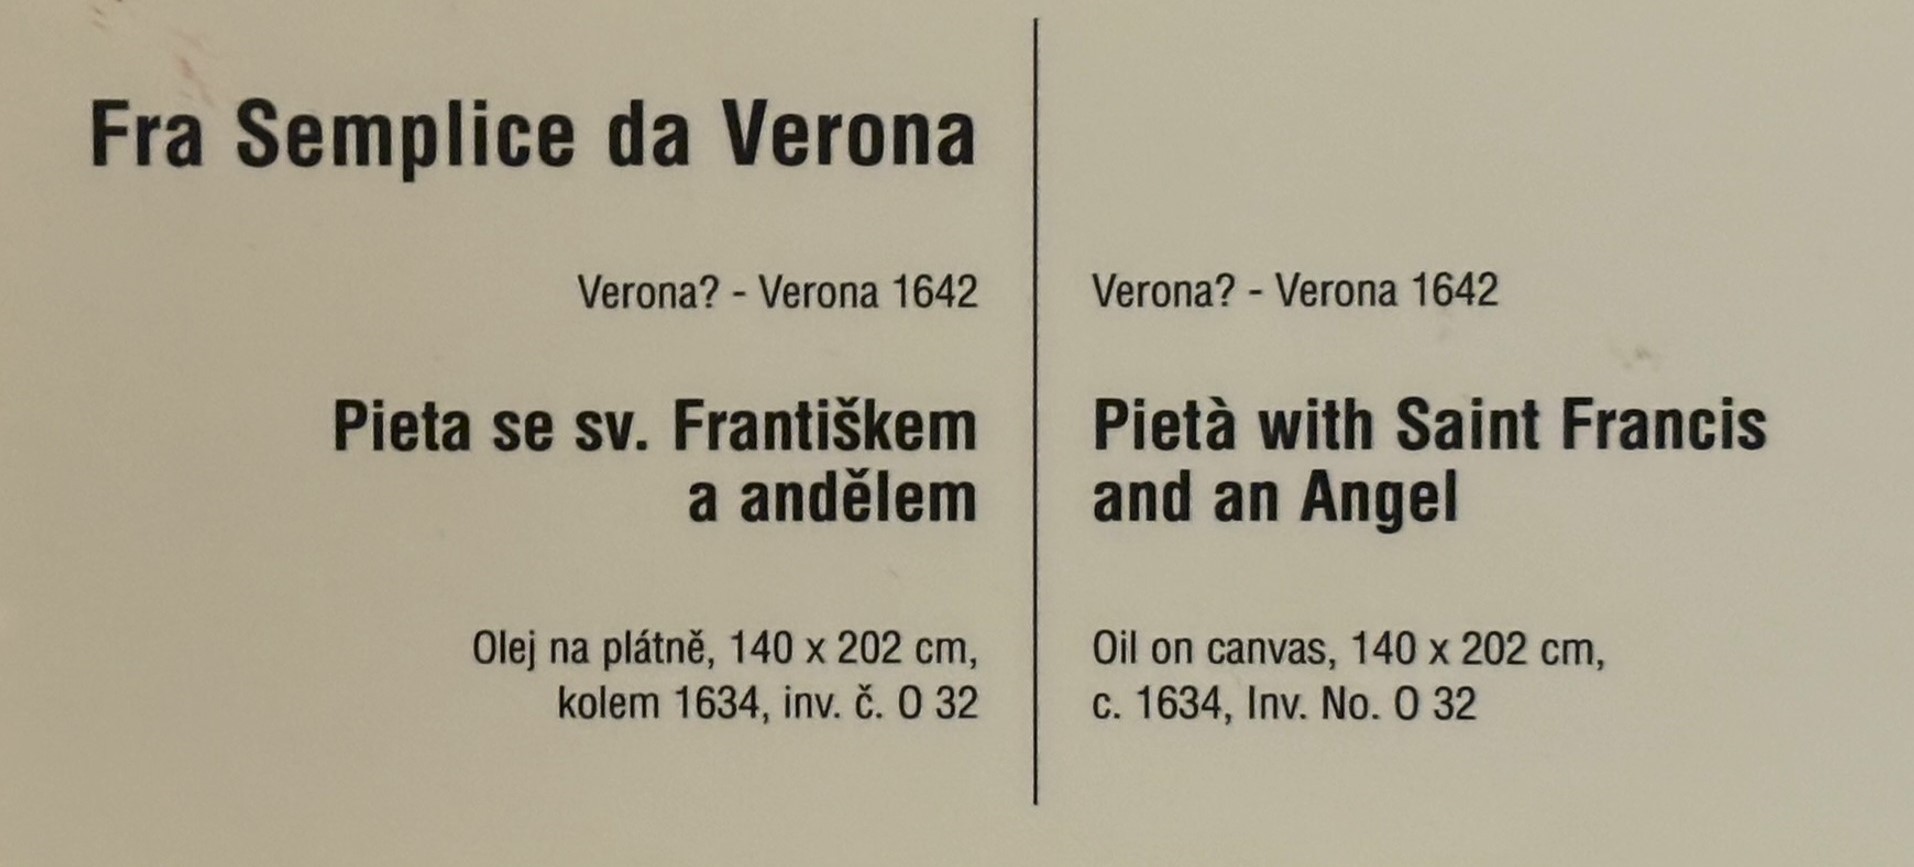 Fra Semplice da Verona
Verona? - Verona 1642
Pieta se sv. Františkem
a andělem
Olej na plátně, 140 x 202 cm,
kolem 1634, inv. č. O 32
Verona? - Verona 1642
Pietà with Saint Francis
and an Angel
Oil on canvas, 140 x 202 cm,
c. 1634, Inv. No. O 32